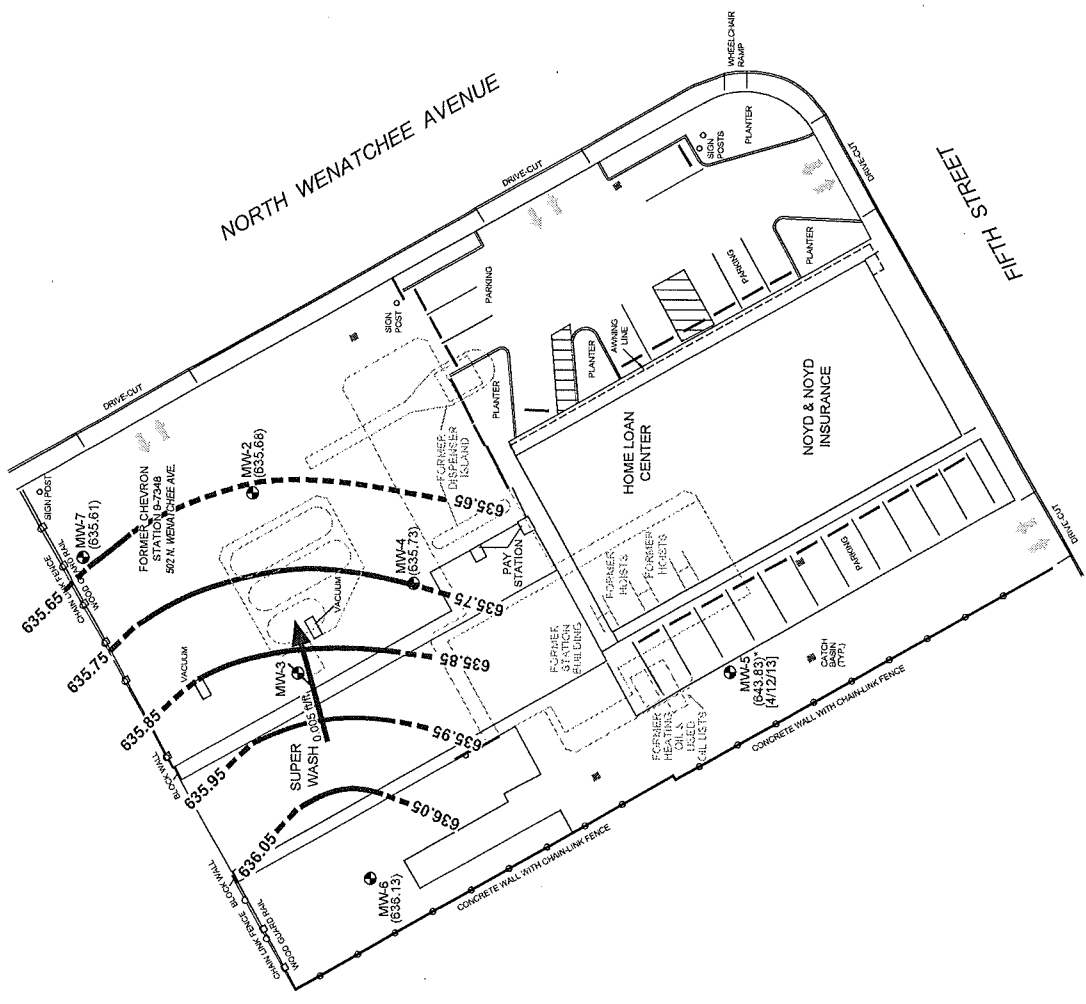 NORTH WENATCHEE AVENUE
FIFTH STREET
WHEELCHAIR
RAMP
DRIVE-CUT
DRIVE-CUT
DRIVE-CUT
DRIVE-CUT
SIGN
POSTS
PLANTER
SIGN
POST
PARKING
PLANTER
PLANTER
AWNING
LINE
PARKING
PLANTER
SIGN POST
MW-7
(635.61)
CHAIN LINK FENCE
WOOD GUARD RAIL
FORMER CHEVRON
STATION 9-7348
502 N. WENATCHEE AVE.
MW-2
(635.68)
FORMER
DISPENSER
ISLAND
635.65
635.65
MW-4
(635.73)
PAY
STATION
635.75
635.75
VACUUM
VACUUM
MW-3
635.85
635.85
BLOCK WALL
SUPER
WASH
0.005 ft/ft
635.95
635.95
636.05
636.05
BLOCK WALL
CHAIN LINK FENCE
WOOD GUARD RAIL
MW-6
(636.13)
HOME LOAN
CENTER
NOYD & NOYD
INSURANCE
FORMER
HOISTS
FORMER
HOISTS
FORMER
STATION
BUILDING
FORMER
HEATING
OIL &
USED
OIL USTS
MW-5
(643.83)*
[4/12/13]
CATCH
BASIN
(TYP.)
PARKING
CONCRETE WALL WITH CHAIN-LINK FENCE
CONCRETE WALL WITH CHAIN-LINK FENCE